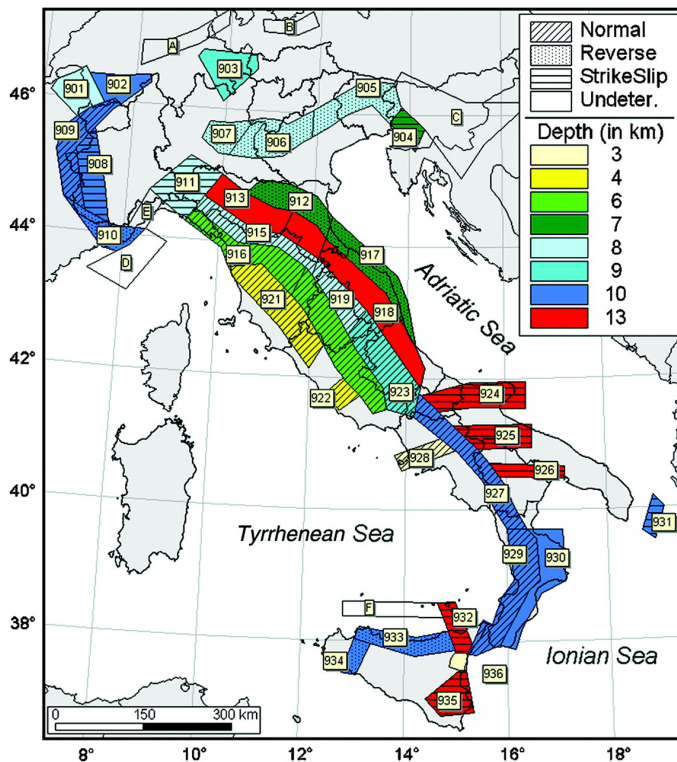 Normal
Reverse
StrikeSlip
Undeter.
Depth (in km)
3
4
6
7
8
9
10
13
A
B
C
D
E
F
901
902
903
904
905
906
907
908
909
910
911
912
913
915
916
917
918
919
921
922
923
924
925
926
927
928
929
930
931
932
933
934
935
936
Adriatic Sea
Tyrrhenean Sea
Ionian Sea
46°
44°
42°
40°
38°
0 150 300 km
8° 10° 12° 14° 16° 18°